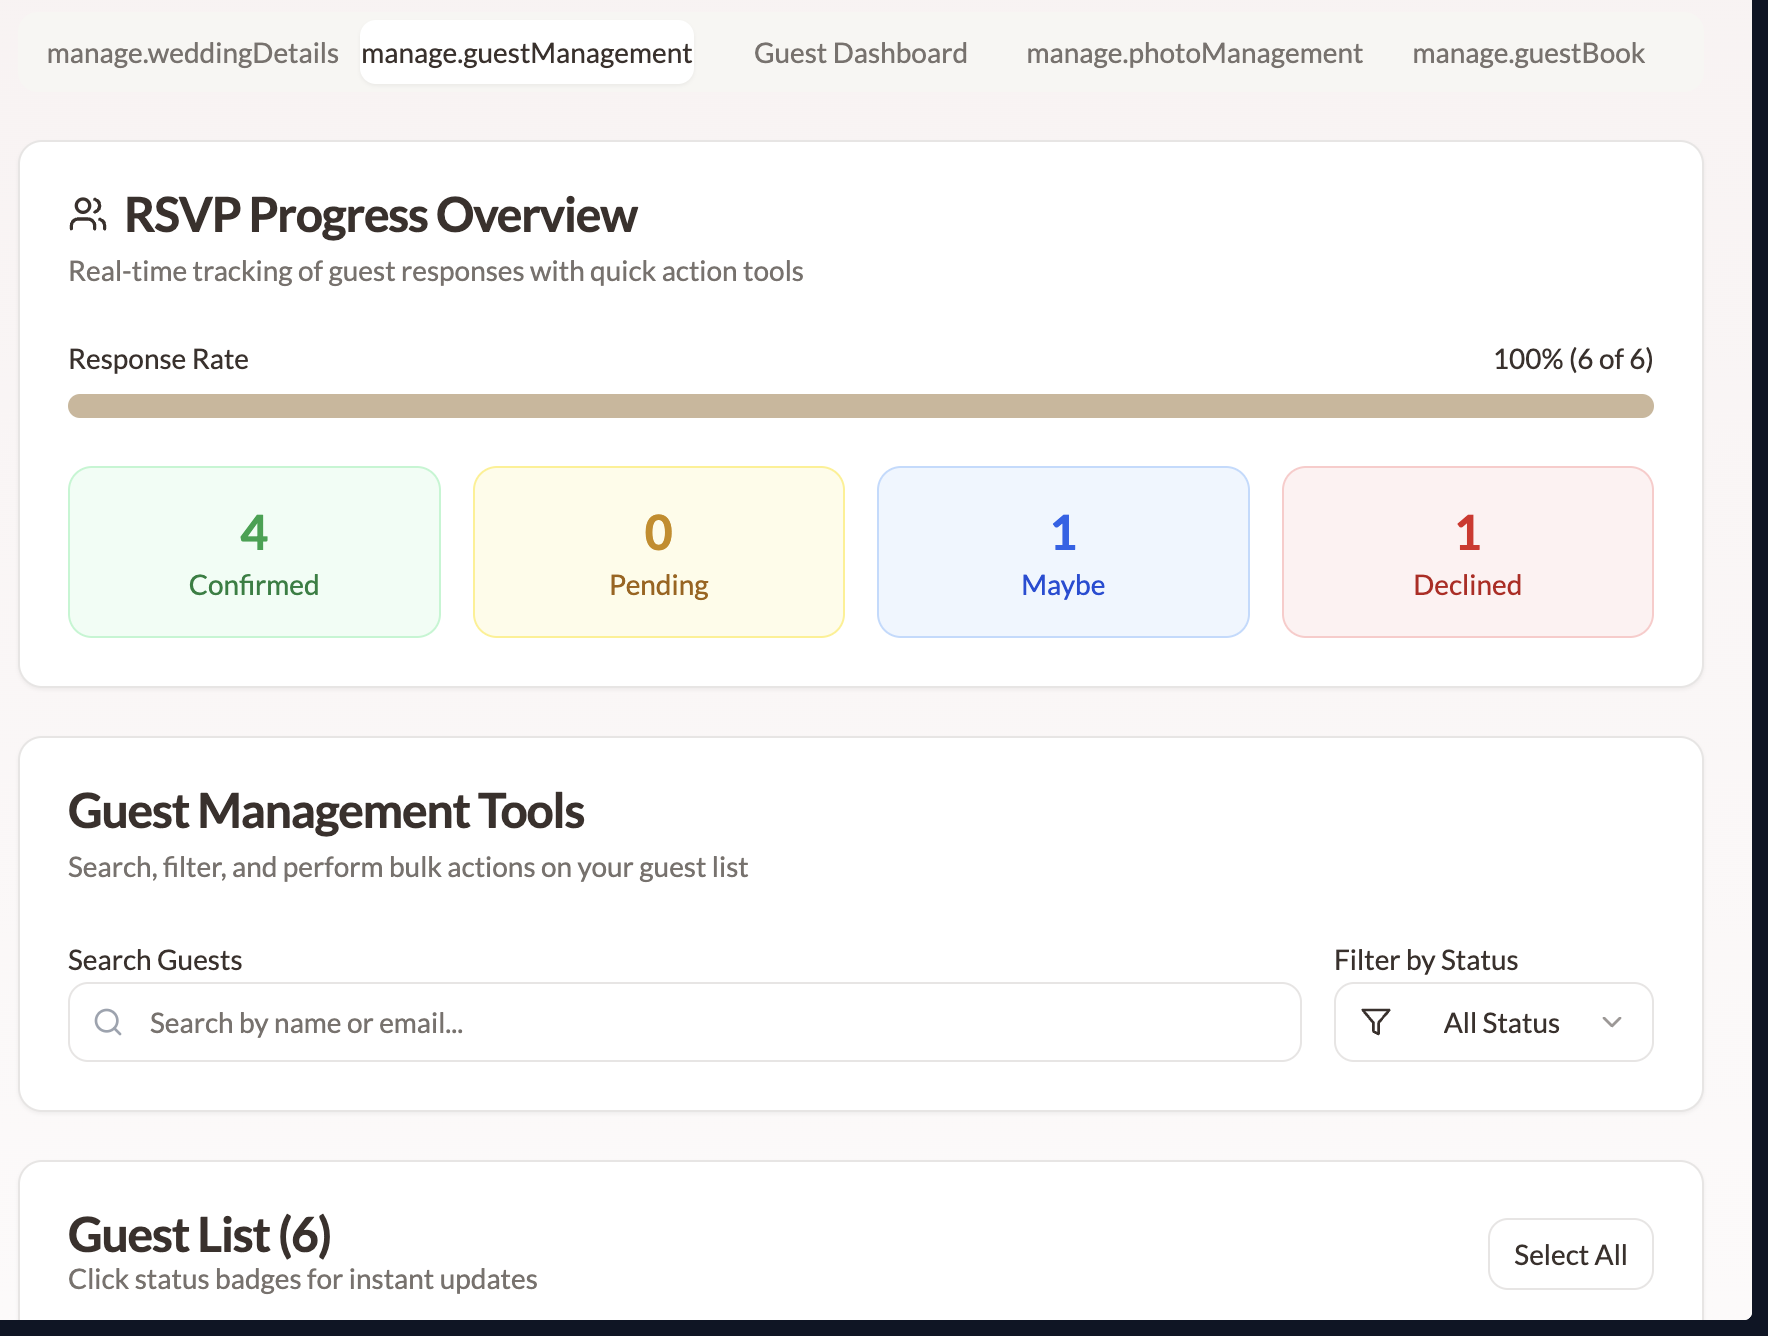 manage.weddingDetails manage.guestManagement Guest Dashboard manage.photoManagement manage.guestBook
RSVP Progress Overview
Real-time tracking of guest responses with quick action tools
Response Rate 100% (6 of 6)
4 0 1 1
Confirmed Pending Maybe Declined
Guest Management Tools
Search, filter, and perform bulk actions on your guest list
Search Guests Filter by Status
Search by name or email... All Status
Guest List (6)
Select All
Click status badges for instant updates